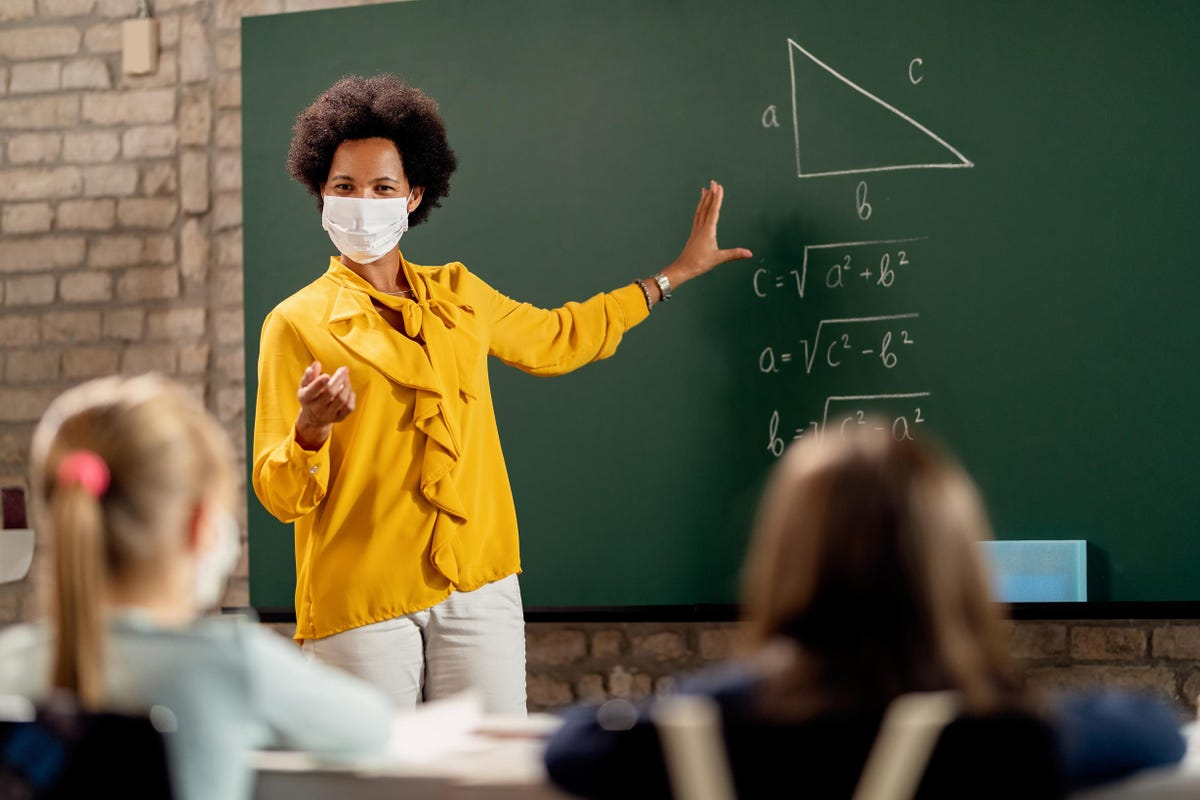 c
a
b
c = √a² + b²
a = √c² - b²
b = √c² - a²